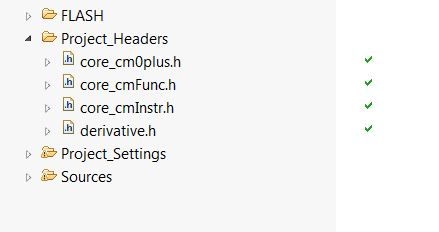 FLASH
Project_Headers
core_cm0plus.h
core_cmFunc.h
core_cmInstr.h
derivative.h
Project_Settings
Sources